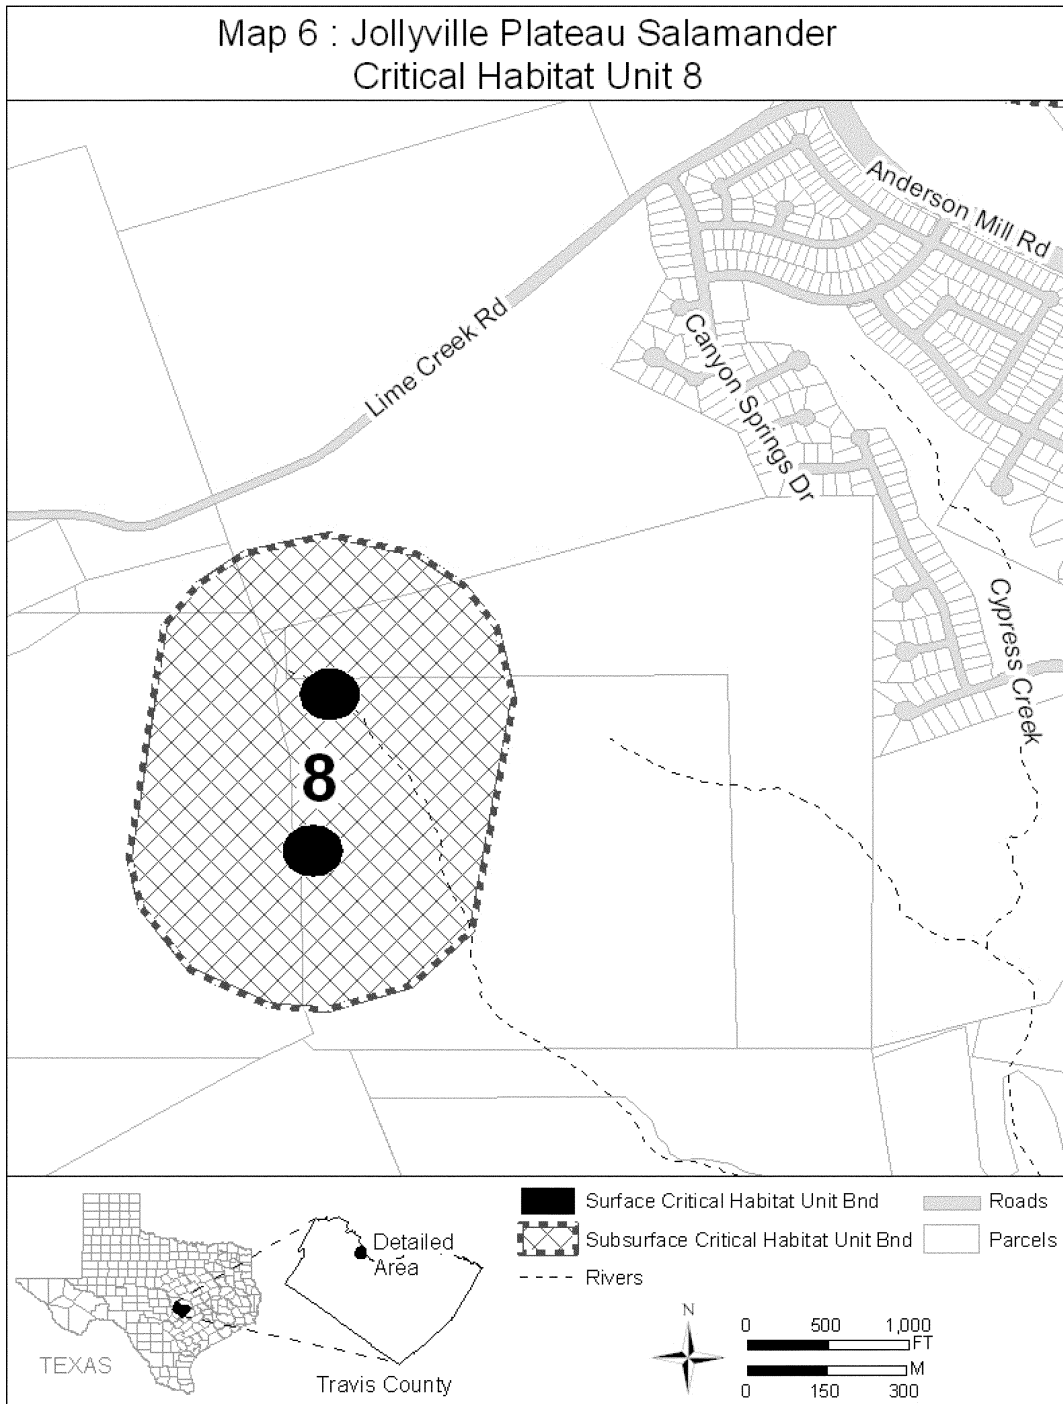 Map 6 : Jollyville Plateau Salamander
Critical Habitat Unit 8
Anderson Mill Rd
Lime Creek Rd
Canyon Springs Dr
Cypress Creek
8
Surface Critical Habitat Unit Bnd
Roads
Subsurface Critical Habitat Unit Bnd
Parcels
Rivers
Detailed
Area
TEXAS
Travis County
N
0 500 1,000
FT
M
0 150 300